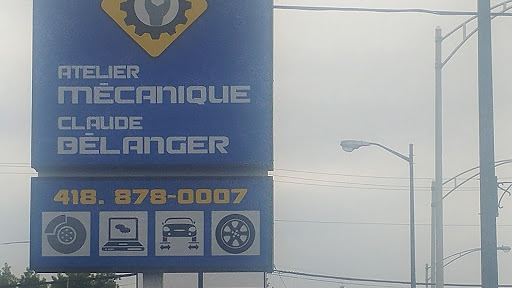 ATELIER
MÉCANIQUE
CLAUDE
BÉLANGER
418. 878-0007